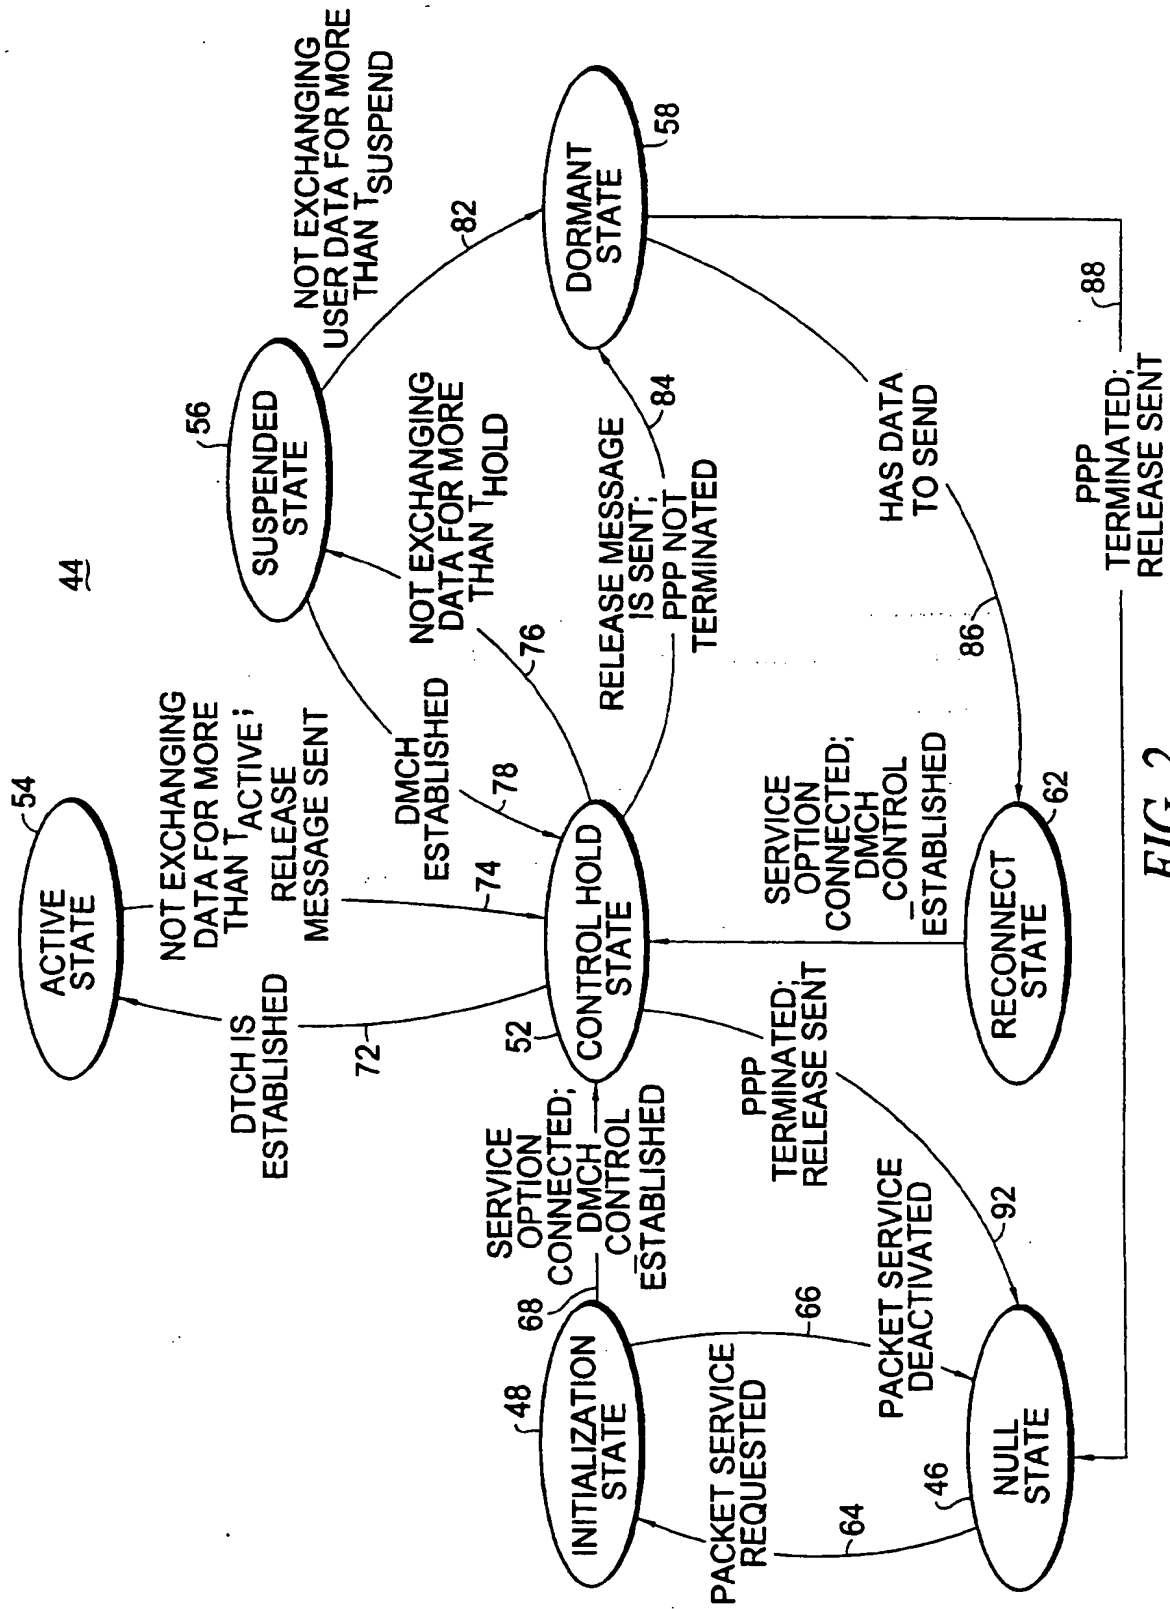 44
54
ACTIVE
STATE
56
SUSPENDED
STATE
DTCH IS
ESTABLISHED
72
NOT EXCHANGING
DATA FOR MORE
THAN TACTIVE;
RELEASE
MESSAGE SENT
74
DMCH
ESTABLISHED
78
NOT EXCHANGING
DATA FOR MORE
THAN THOLD
76
NOT EXCHANGING
USER DATA FOR MORE
THAN TSUSPEND
82
48
INITIALIZATION
STATE
68
SERVICE
OPTION
CONNECTED;
DMCH
CONTROL
ESTABLISHED
52
CONTROL HOLD
STATE
RELEASE MESSAGE
IS SENT;
PPP NOT
TERMINATED
84
DORMANT
STATE
58
PACKET SERVICE
REQUESTED
64
66
PACKET SERVICE
DEACTIVATED
PPP
TERMINATED;
RELEASE SENT
92
SERVICE
OPTION
CONNECTED;
DMCH
CONTROL
ESTABLISHED
HAS DATA
TO SEND
86
46
NULL
STATE
RECONNECT
STATE
62
PPP
TERMINATED;
RELEASE SENT
88
FIG. 2